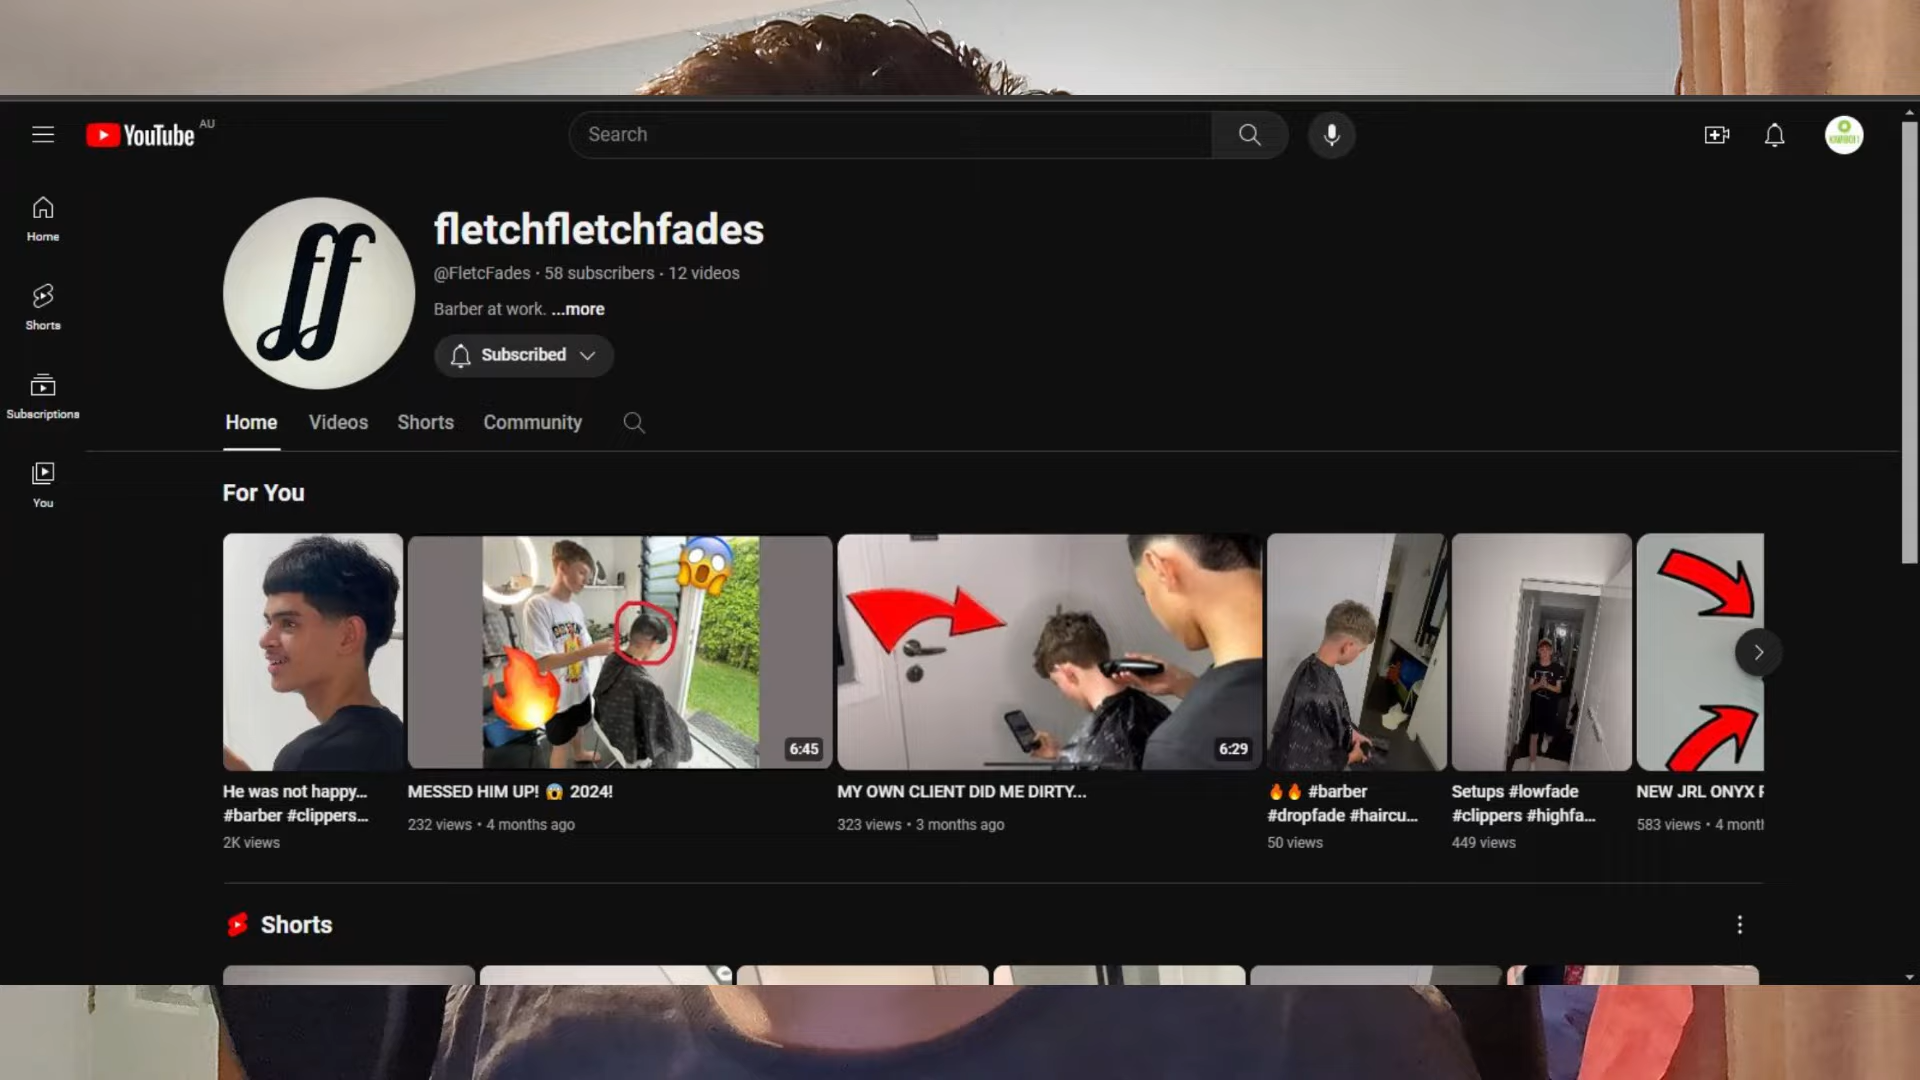 YouTube AU
Search
Home
Shorts
Subscriptions
You
fletchfletchfades
@FletcFades · 58 subscribers · 12 videos
Barber at work. ...more
Subscribed
Home Videos Shorts Community
For You
6:45
6:29
He was not happy...
#barber #clippers...
2K views
MESSED HIM UP! 😱 2024!
232 views • 4 months ago
MY OWN CLIENT DID ME DIRTY...
323 views • 3 months ago
🔥🔥 #barber
#dropfade #haircu...
50 views
Setups #lowfade
#clippers #highfa...
449 views
NEW JRL ONYX
583 views • 4 mont
Shorts